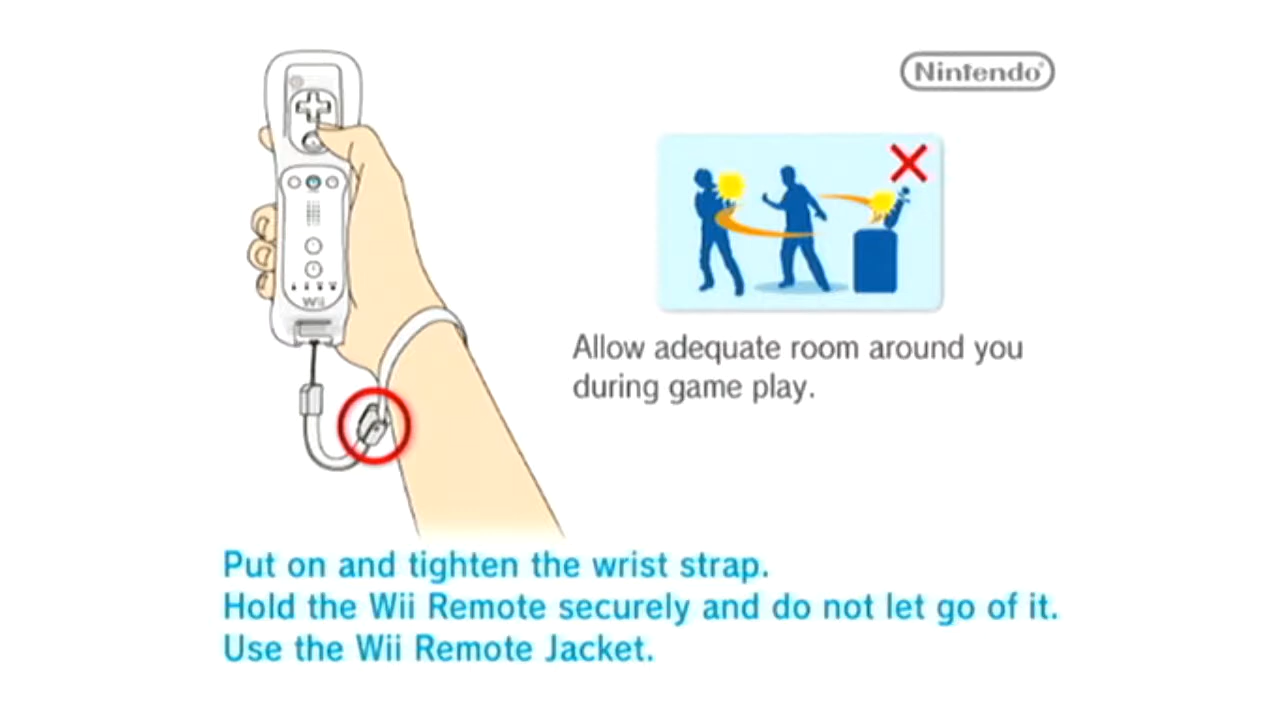 Nintendo®
Wii
Allow adequate room around you
during game play.
Put on and tighten the wrist strap.
Hold the Wii Remote securely and do not let go of it.
Use the Wii Remote Jacket.